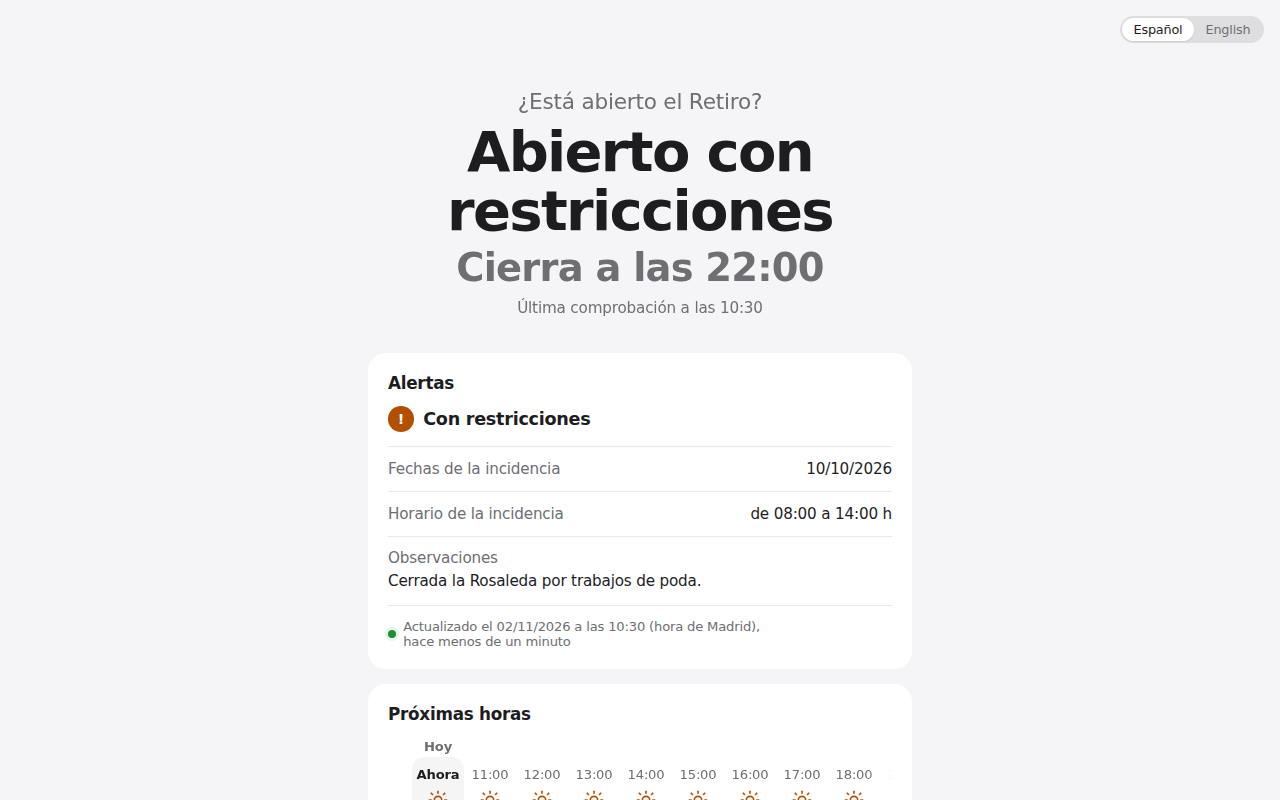 Español English
¿Está abierto el Retiro?
Abierto con
restricciones
Cierra a las 22:00
Última comprobación a las 10:30
Alertas
! Con restricciones
Fechas de la incidencia 10/10/2026
Horario de la incidencia de 08:00 a 14:00 h
Observaciones
Cerrada la Rosaleda por trabajos de poda.
Actualizado el 02/11/2026 a las 10:30 (hora de Madrid),
hace menos de un minuto
Próximas horas
Hoy
Ahora 11:00 12:00 13:00 14:00 15:00 16:00 17:00 18:00